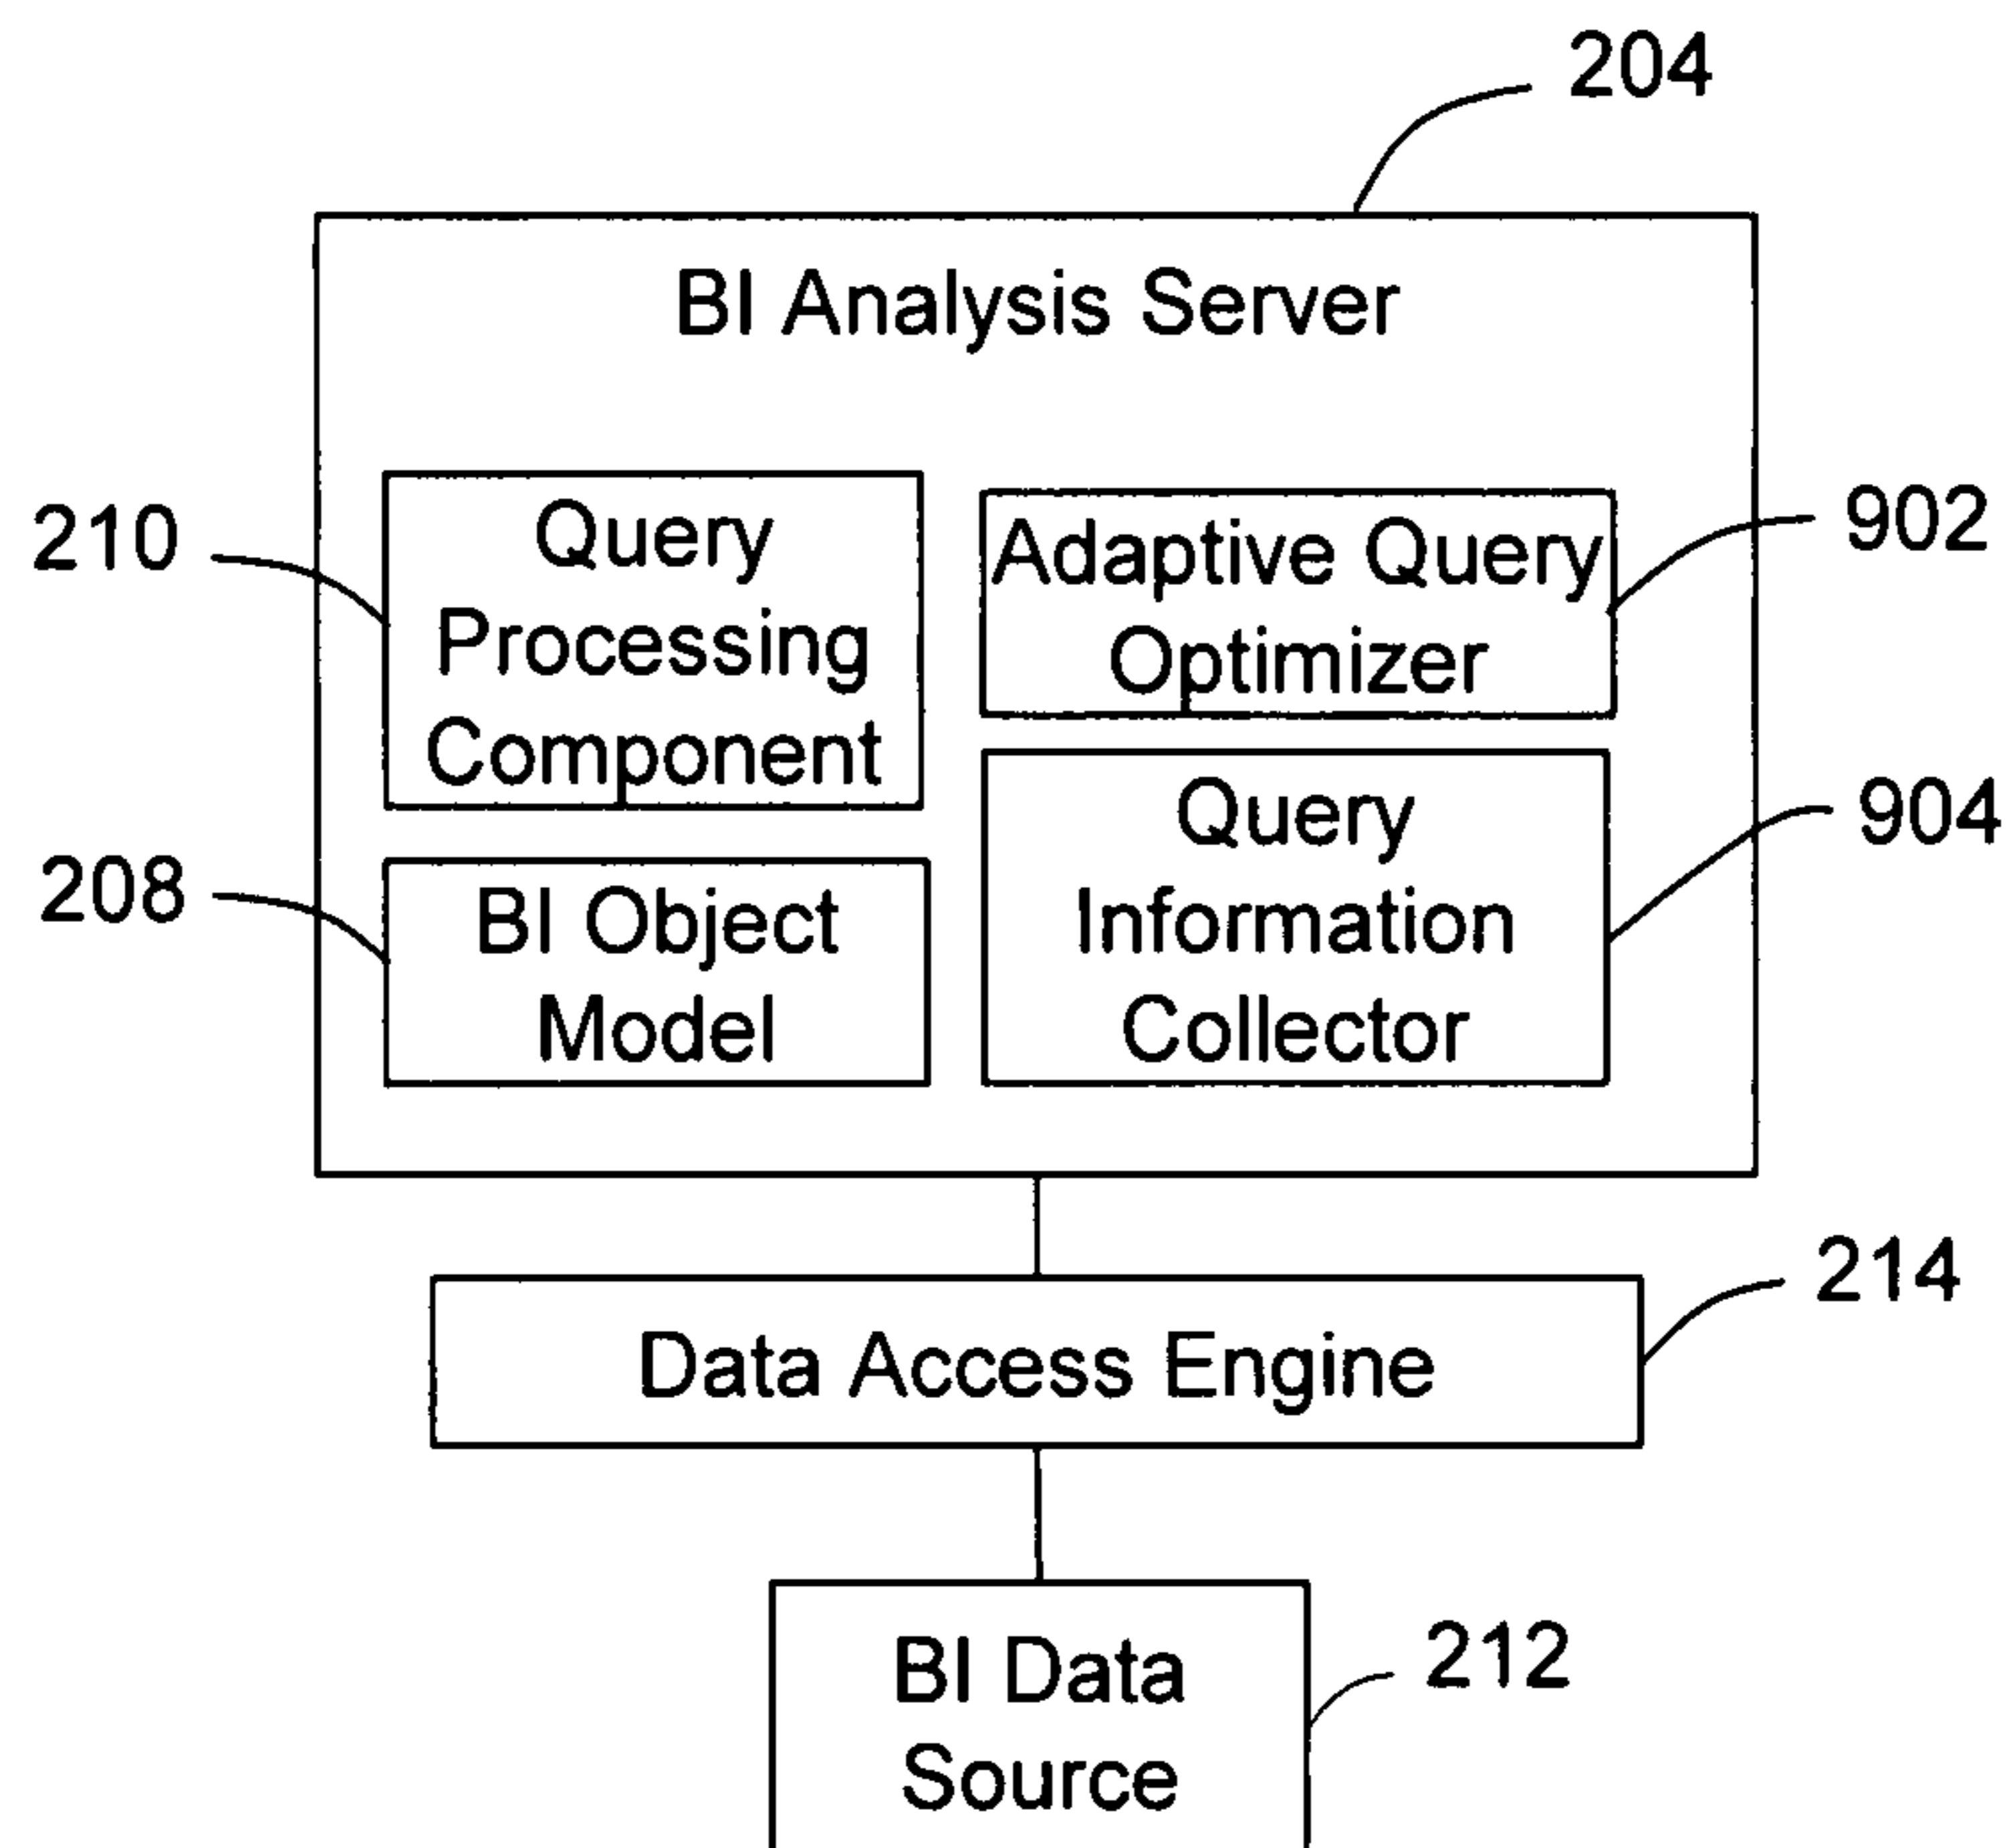 204
BI Analysis Server
210
Query
Processing
Component
Adaptive Query
Optimizer
902
208
BI Object
Model
Query
Information
Collector
904
Data Access Engine
214
BI Data
Source
212